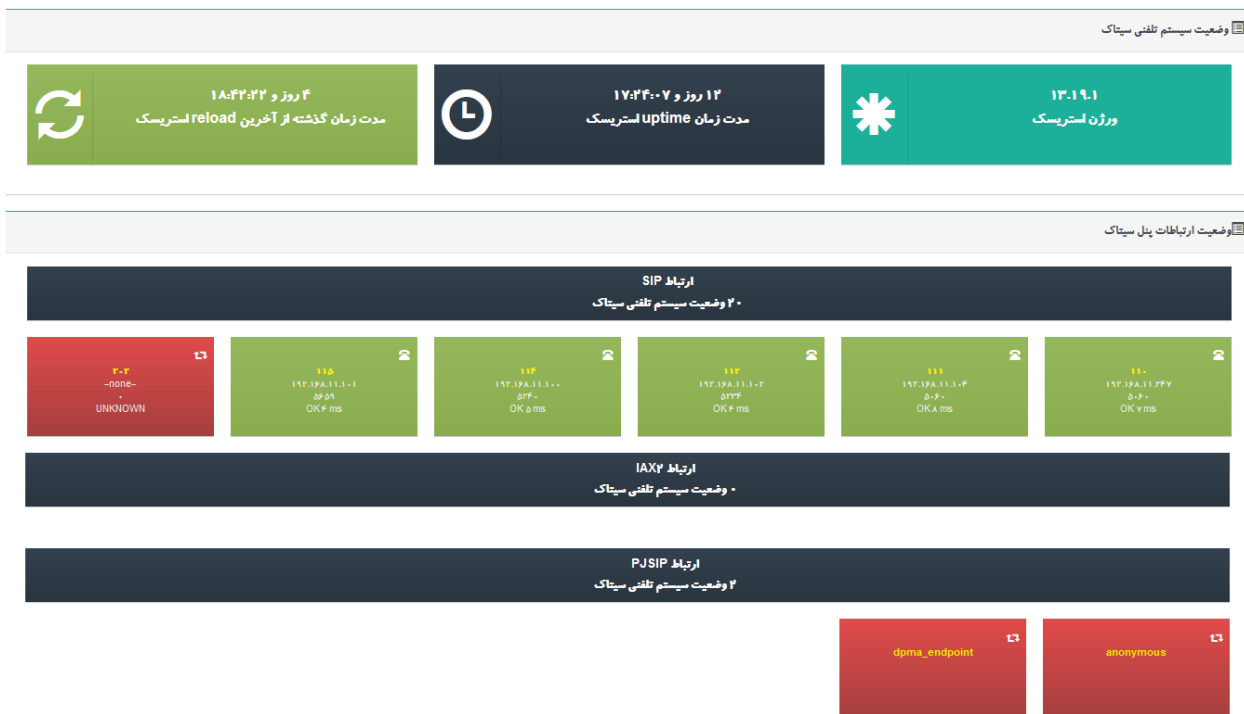 وضعیت سیستم تلفنی سیتاک
۱۳.۱۹.۱
ورژن استریسک
۱۲ روز و ۱۷:۲۴:۰۷
مدت زمان uptime استریسک
۴ روز و ۱۸:۴۲:۲۲
مدت زمان گذشته از آخرین reload استریسک
وضعیت ارتباطات پنل سیتاک
ارتباط SIP
۲۰ وضعیت سیستم تلفنی سیتاک
۱۱۰
۱۹۲.۱۶۸.۱۱.۲۴۷
۵۰۶۰
OK ۷ ms
۱۱۱
۱۹۲.۱۶۸.۱۱.۱۰۴
۵۰۶۰
OK ۸ ms
۱۱۲
۱۹۲.۱۶۸.۱۱.۱۰۲
۵۲۳۴
OK ۴ ms
۱۱۴
۱۹۲.۱۶۸.۱۱.۱۰۰
۵۲۴۰
OK ۵ ms
۱۱۵
۱۹۲.۱۶۸.۱۱.۱۰۱
۵۶۵۹
OK ۴ ms
۳۰۳
-none-
۰
UNKNOWN
ارتباط IAX۲
۰ وضعیت سیستم تلفنی سیتاک
ارتباط PJSIP
۲ وضعیت سیستم تلفنی سیتاک
anonymous
dpma_endpoint